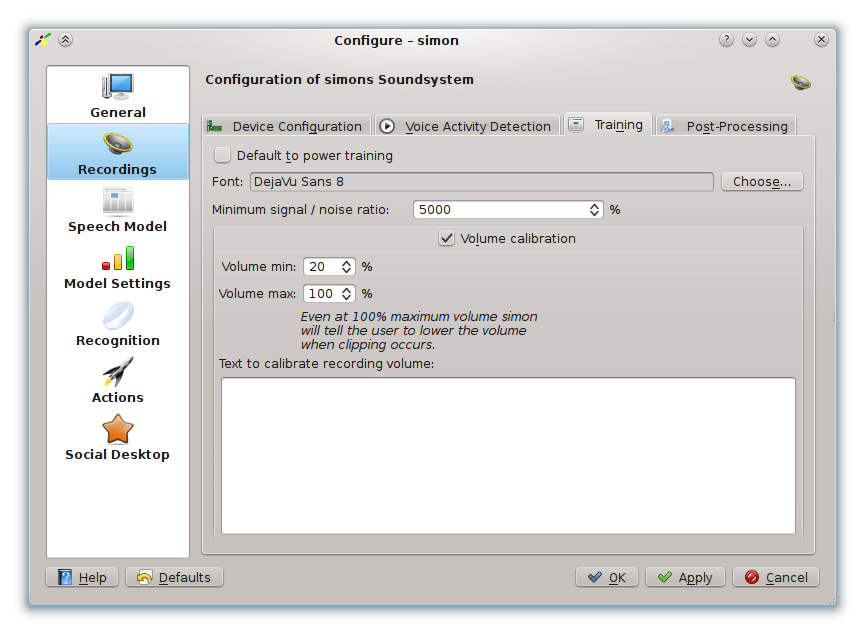 Configure – simon
General
Recordings
Speech Model
Model Settings
Recognition
Actions
Social Desktop
Configuration of simons Soundsystem
Device Configuration Voice Activity Detection Training Post-Processing
Default to power training
Font: DejaVu Sans 8 Choose...
Minimum signal / noise ratio: 5000 %
Volume calibration
Volume min: 20 %
Volume max: 100 %
Even at 100% maximum volume simon
will tell the user to lower the volume
when clipping occurs.
Text to calibrate recording volume:
Help Defaults OK Apply Cancel